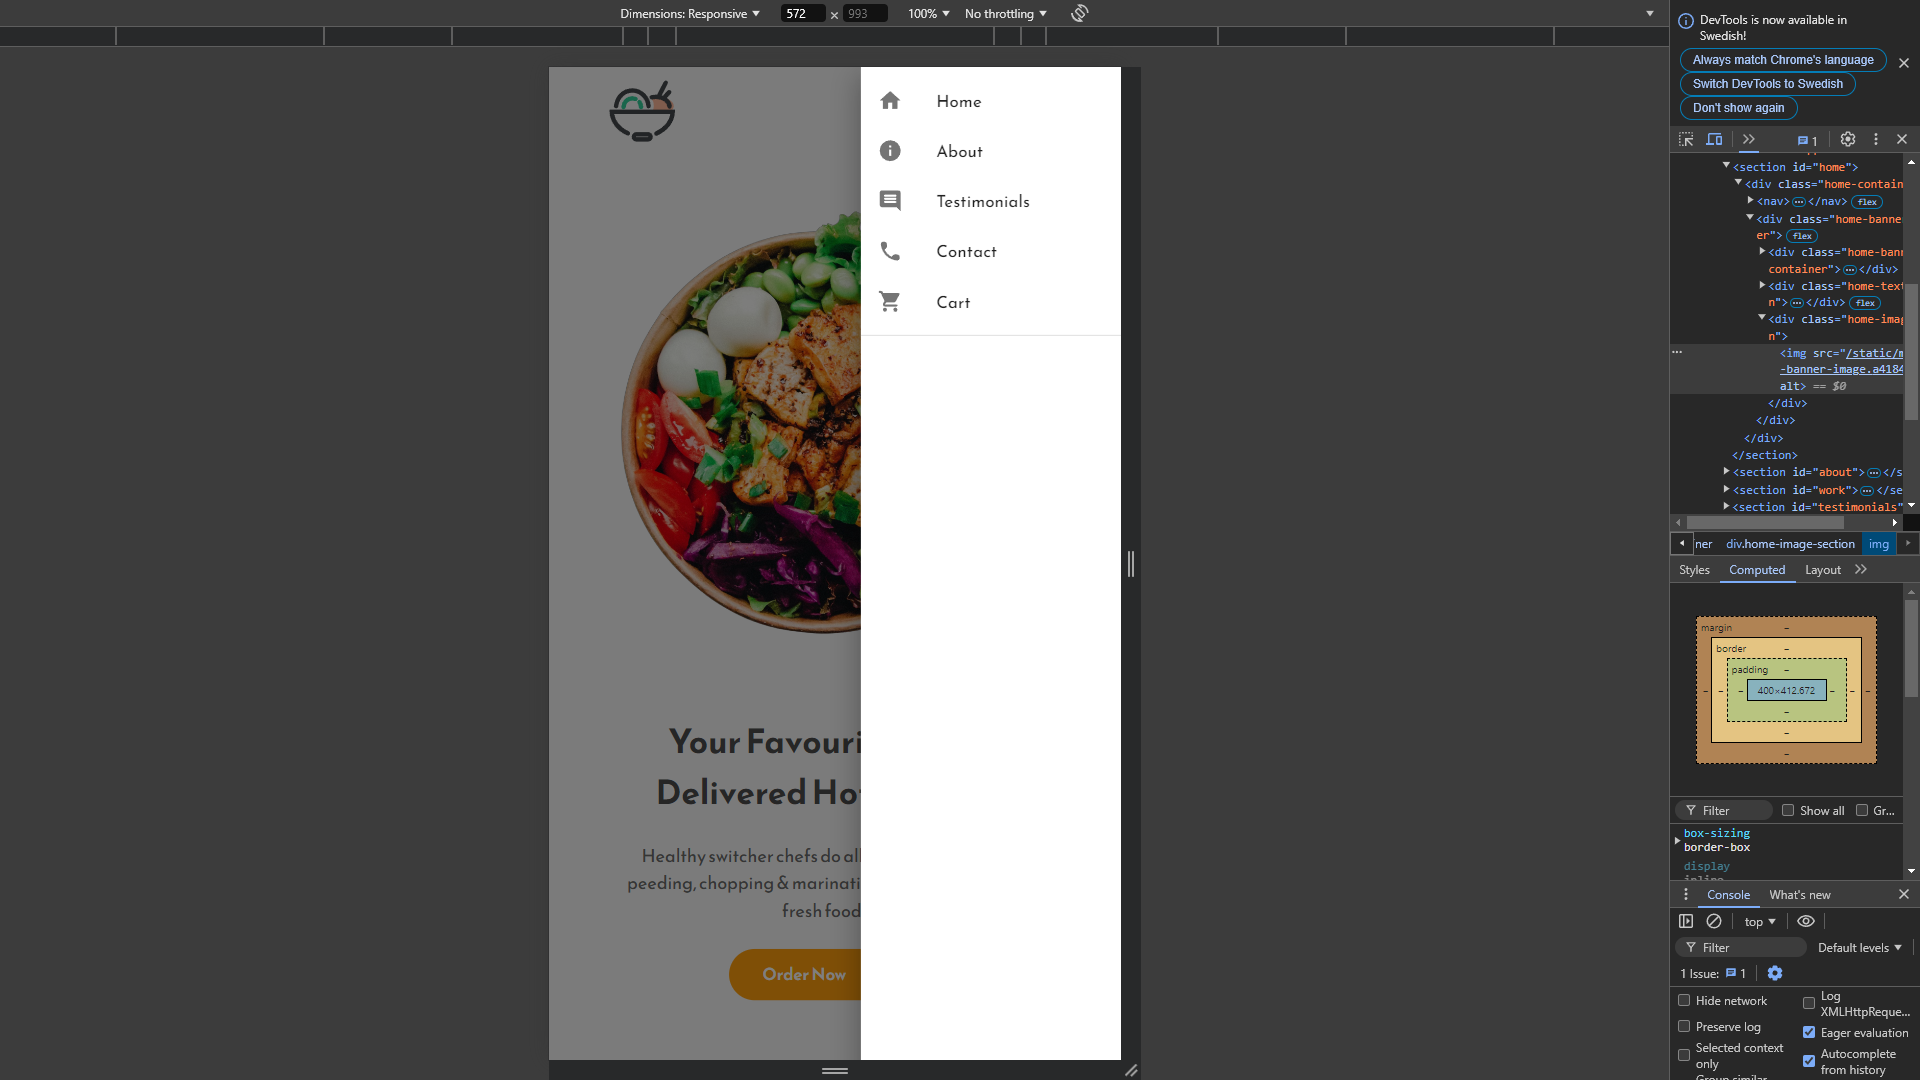 Dimensions: Responsive
572
×
993
100%
No throttling
DevTools is now available in
Swedish!
Always match Chrome's language
Switch DevTools to Swedish
Don't show again
1
Home
About
Testimonials
Contact
Cart
Your Favouri
Delivered Ho
Healthy switcher chefs do al
peeding, chopping & marinati
fresh food
Order Now
<section id="home">
<div class="home-contain
<nav> … </nav> flex
<div class="home-banne
er"> flex
<div class="home-ban
container"> … </div>
<div class="home-tex
n"> … </div> flex
<div class="home-ima
n">
<img src="/static/m
-banner-image.a4184
alt> == $0
</div>
</div>
</div>
</section>
<section id="about"> … </s
<section id="work"> … </se
<section id="testimonials"
ner
div.home-image-section
img
Styles
Computed
Layout
margin
–
border
–
padding
–
– – – 400×412.672 – – –
–
–
–
Filter
Show all
Gr...
box-sizing
border-box
display
inline
Console
What's new
top
Filter
Default levels
1 Issue: 1
Hide network
Log
XMLHttpReque...
Preserve log
Eager evaluation
Selected context
only
Autocomplete
from history
Group similar